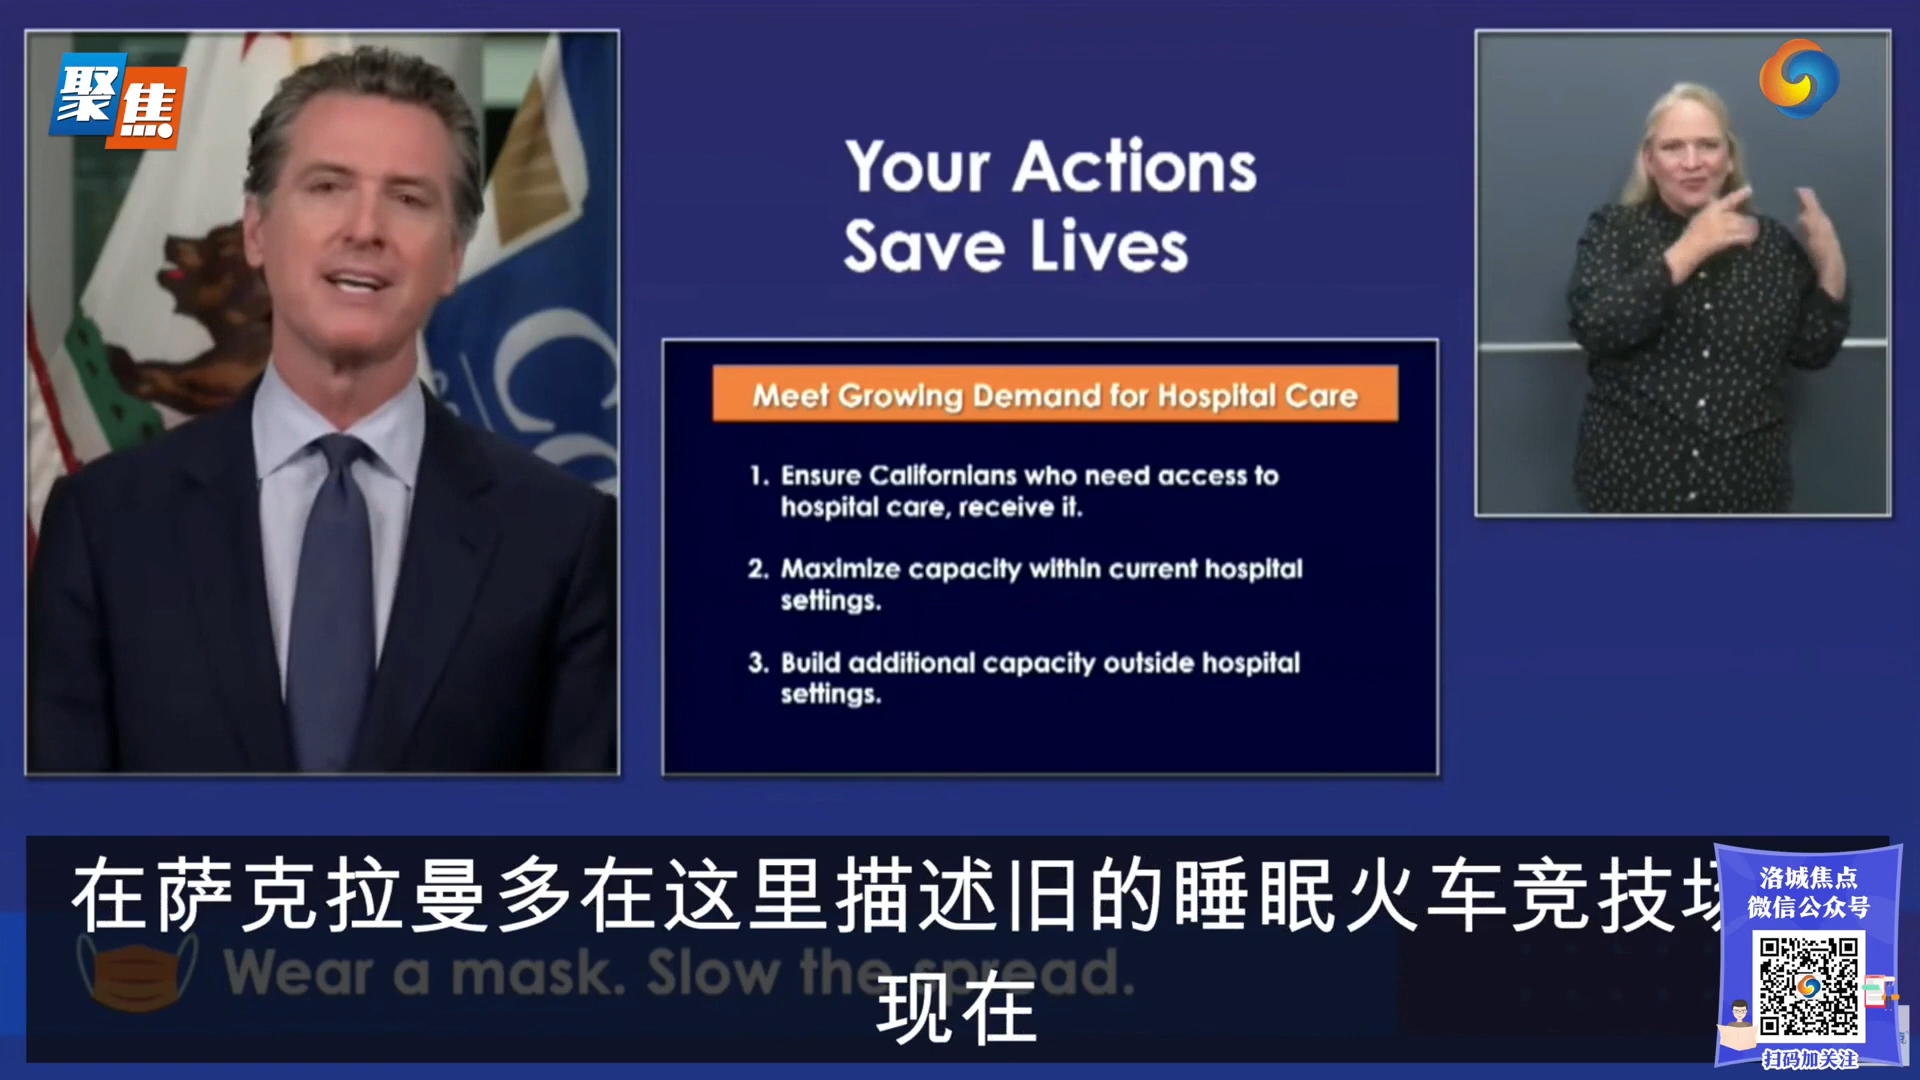 聚焦
Your Actions
Save Lives
Meet Growing Demand for Hospital Care
1. Ensure Californians who need access to
hospital care, receive it.
2. Maximize capacity within current hospital
settings.
3. Build additional capacity outside hospital
settings.
在萨克拉曼多在这里描述旧的睡眠火车竞技场
现在
Wear a mask. Slow the spread.
洛城焦点
微信公众号
扫码加关注